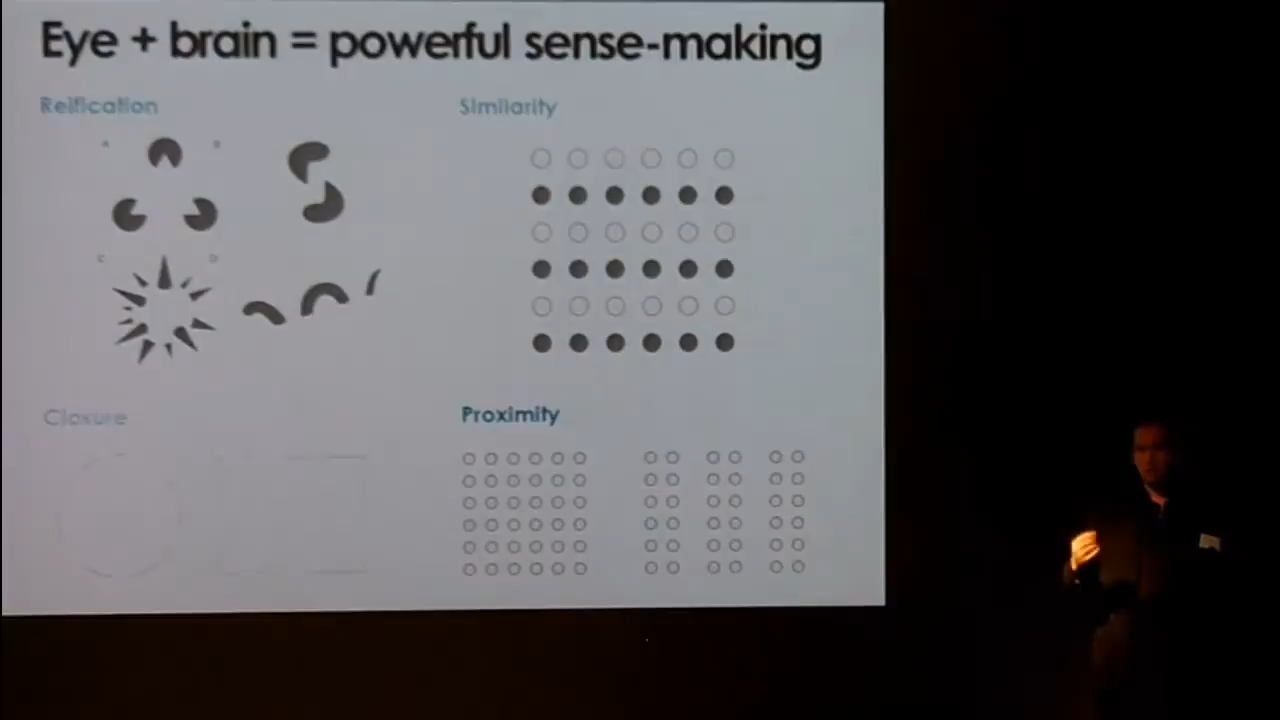 Eye + brain = powerful sense-making
Reification
Similarity
A
B
C
D
Closure
Proximity